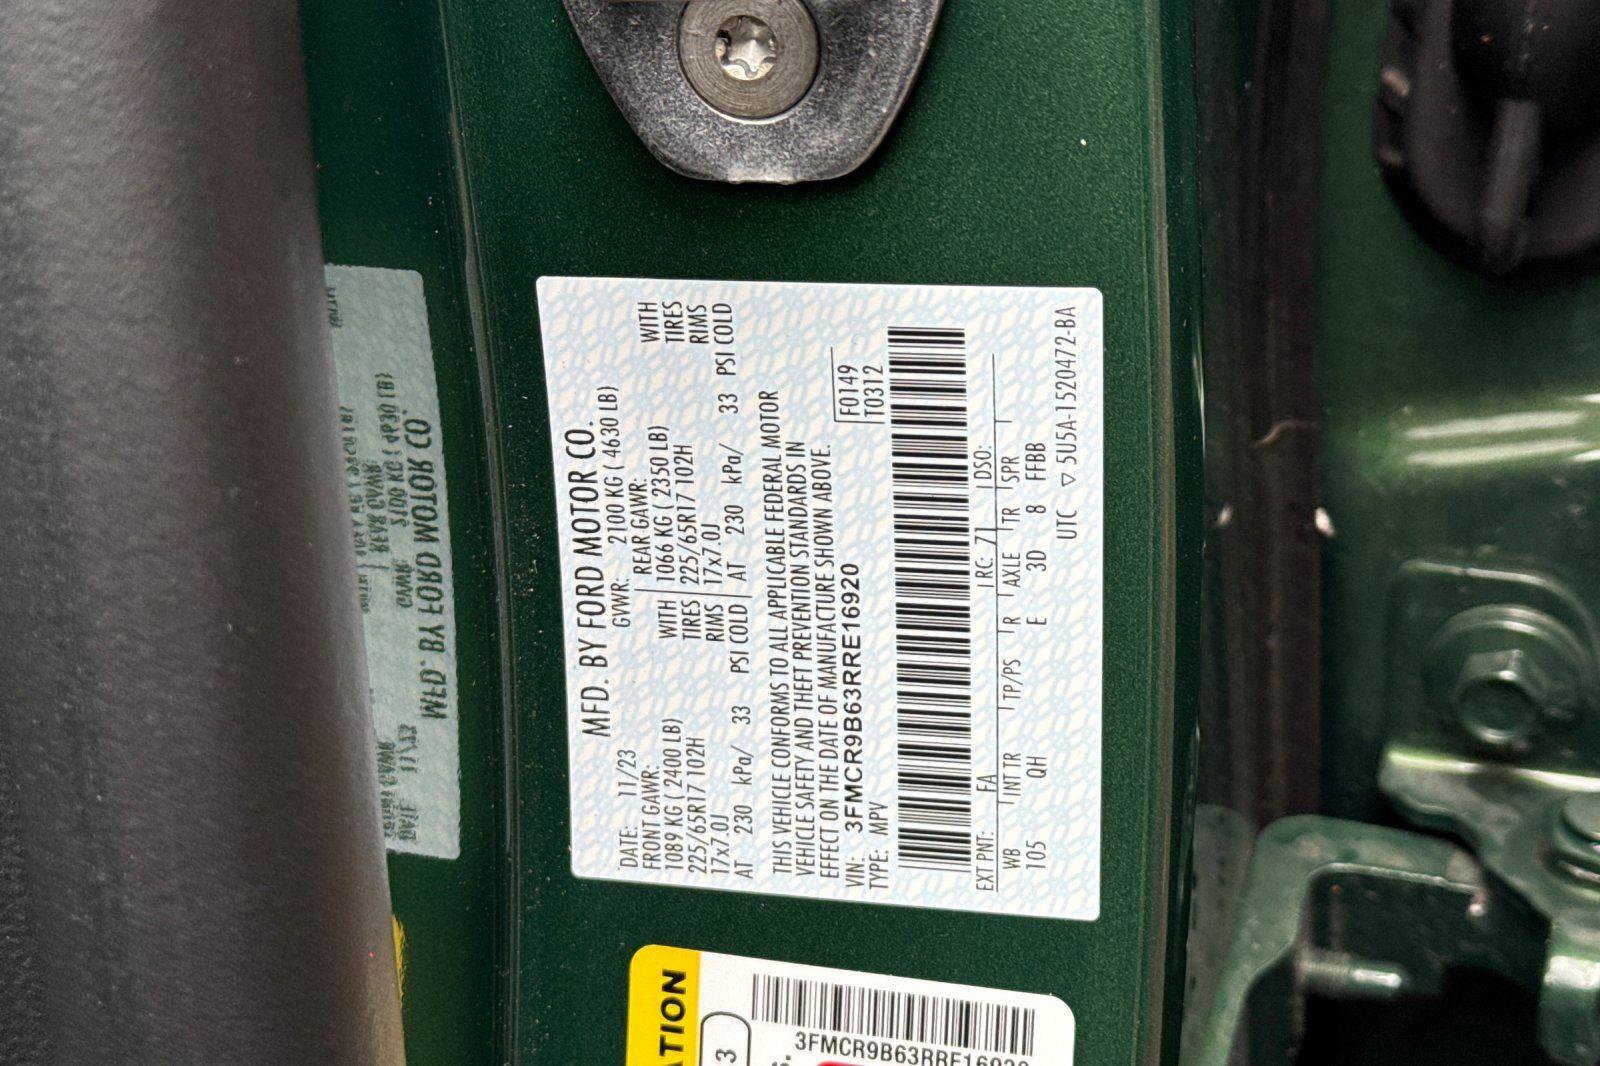 MFD. BY FORD MOTOR CO.
DATE: 11/23 GVWR: 2100 KG ( 4630 LB)
FRONT GAWR: REAR GAWR:
1089 KG ( 2400 LB) WITH 1066 KG ( 2350 LB) WITH
225/65R17 102H TIRES 225/65R17 102H TIRES
17x7.0J RIMS 17x7.0J RIMS
AT 230 kPa/ 33 PSI COLD AT 230 kPa/ 33 PSI COLD
THIS VEHICLE CONFORMS TO ALL APPLICABLE FEDERAL MOTOR
VEHICLE SAFETY AND THEFT PREVENTION STANDARDS IN
EFFECT ON THE DATE OF MANUFACTURE SHOWN ABOVE.
VIN: 3FMCR9B63RRE16920 F0149
TYPE: MPV T0312
EXT PNT: FA RC: 71 DSO:
WB INT TR TP/PS R AXLE TR SPR
105 QH E 3D 8 FFBB
UTC ▽ 5U5A-1520472-BA
ATION
3
3FMCR9B63RRE16920